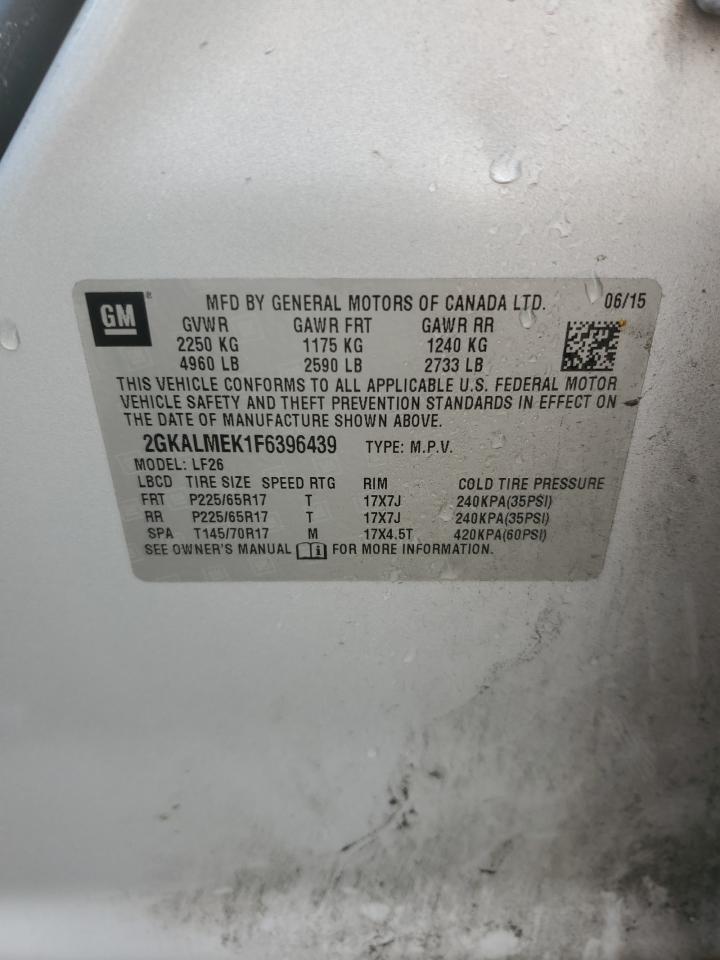 GM ® MFD BY GENERAL MOTORS OF CANADA LTD. 06/15
GVWR GAWR FRT GAWR RR
2250 KG 1175 KG 1240 KG
4960 LB 2590 LB 2733 LB
THIS VEHICLE CONFORMS TO ALL APPLICABLE U.S. FEDERAL MOTOR
VEHICLE SAFETY AND THEFT PREVENTION STANDARDS IN EFFECT ON
THE DATE OF MANUFACTURE SHOWN ABOVE.
2GKALMEK1F6396439 TYPE: M.P.V.
MODEL: LF26
LBCD TIRE SIZE SPEED RTG RIM COLD TIRE PRESSURE
FRT P225/65R17 T 17X7J 240KPA(35PSI)
RR P225/65R17 T 17X7J 240KPA(35PSI)
SPA T145/70R17 M 17X4.5T 420KPA(60PSI)
SEE OWNER'S MANUAL i FOR MORE INFORMATION.